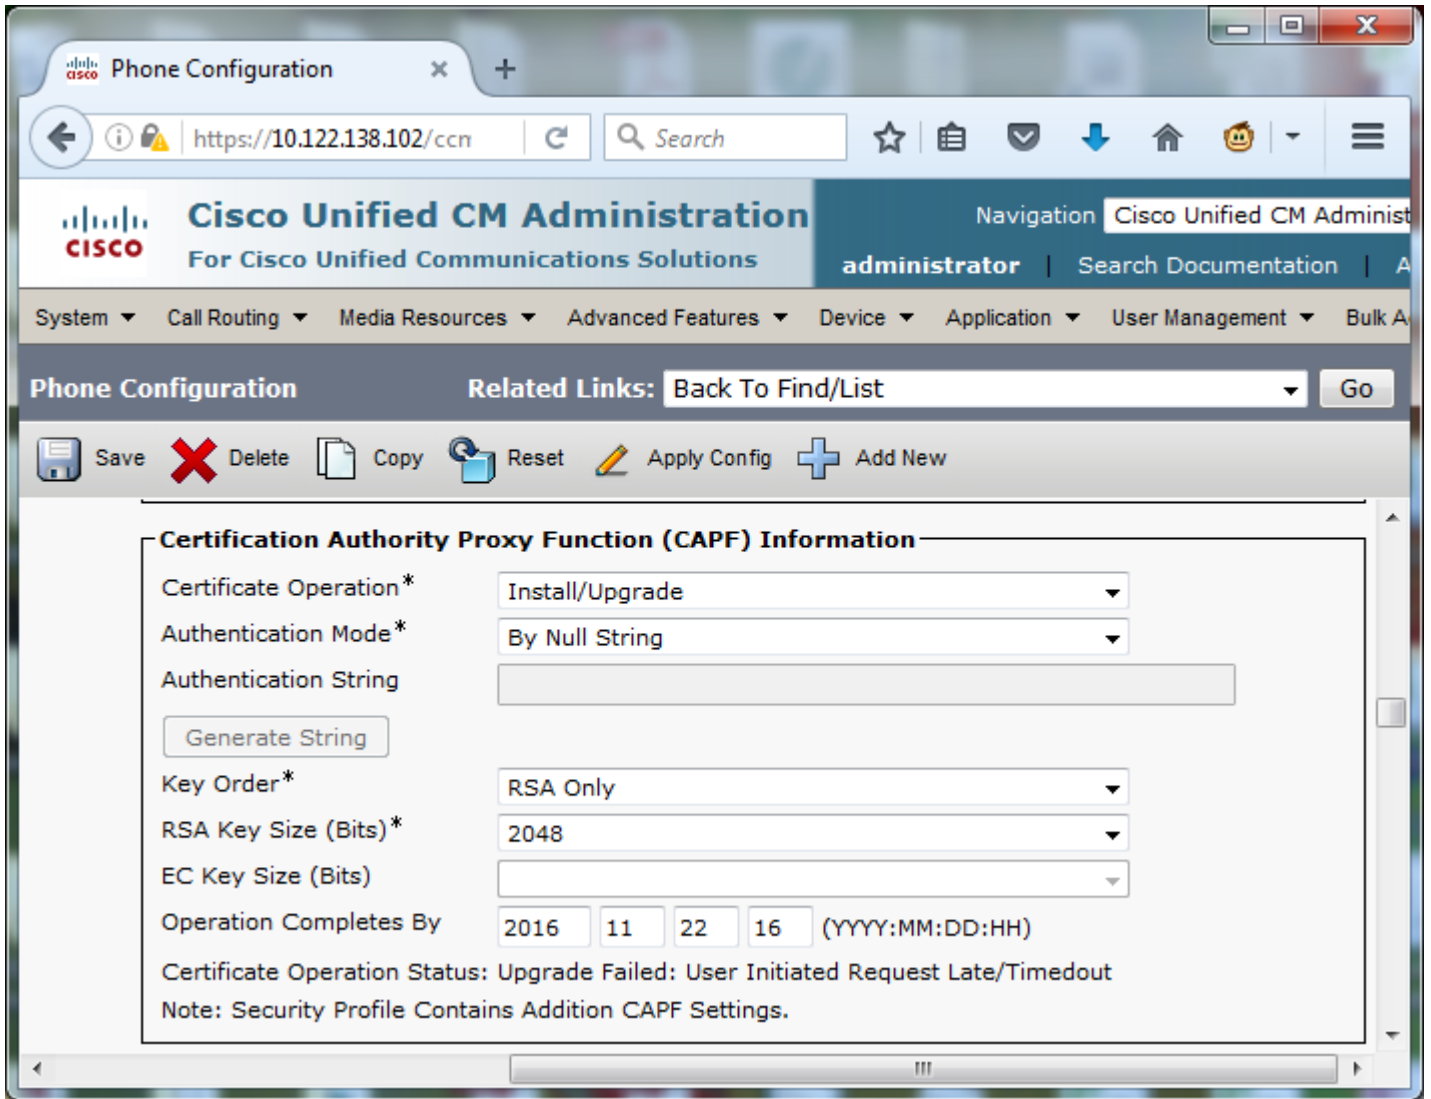 Phone Configuration
https://10.122.138.102/ccn
Search
CISCO
Cisco Unified CM Administration
For Cisco Unified Communications Solutions
Navigation Cisco Unified CM Administ
administrator | Search Documentation | A
System Call Routing Media Resources Advanced Features Device Application User Management Bulk A
Phone Configuration Related Links: Back To Find/List Go
Save Delete Copy Reset Apply Config Add New
Certification Authority Proxy Function (CAPF) Information
Certificate Operation* Install/Upgrade
Authentication Mode* By Null String
Authentication String
Generate String
Key Order* RSA Only
RSA Key Size (Bits)* 2048
EC Key Size (Bits)
Operation Completes By 2016 11 22 16 (YYYY:MM:DD:HH)
Certificate Operation Status: Upgrade Failed: User Initiated Request Late/Timedout
Note: Security Profile Contains Addition CAPF Settings.